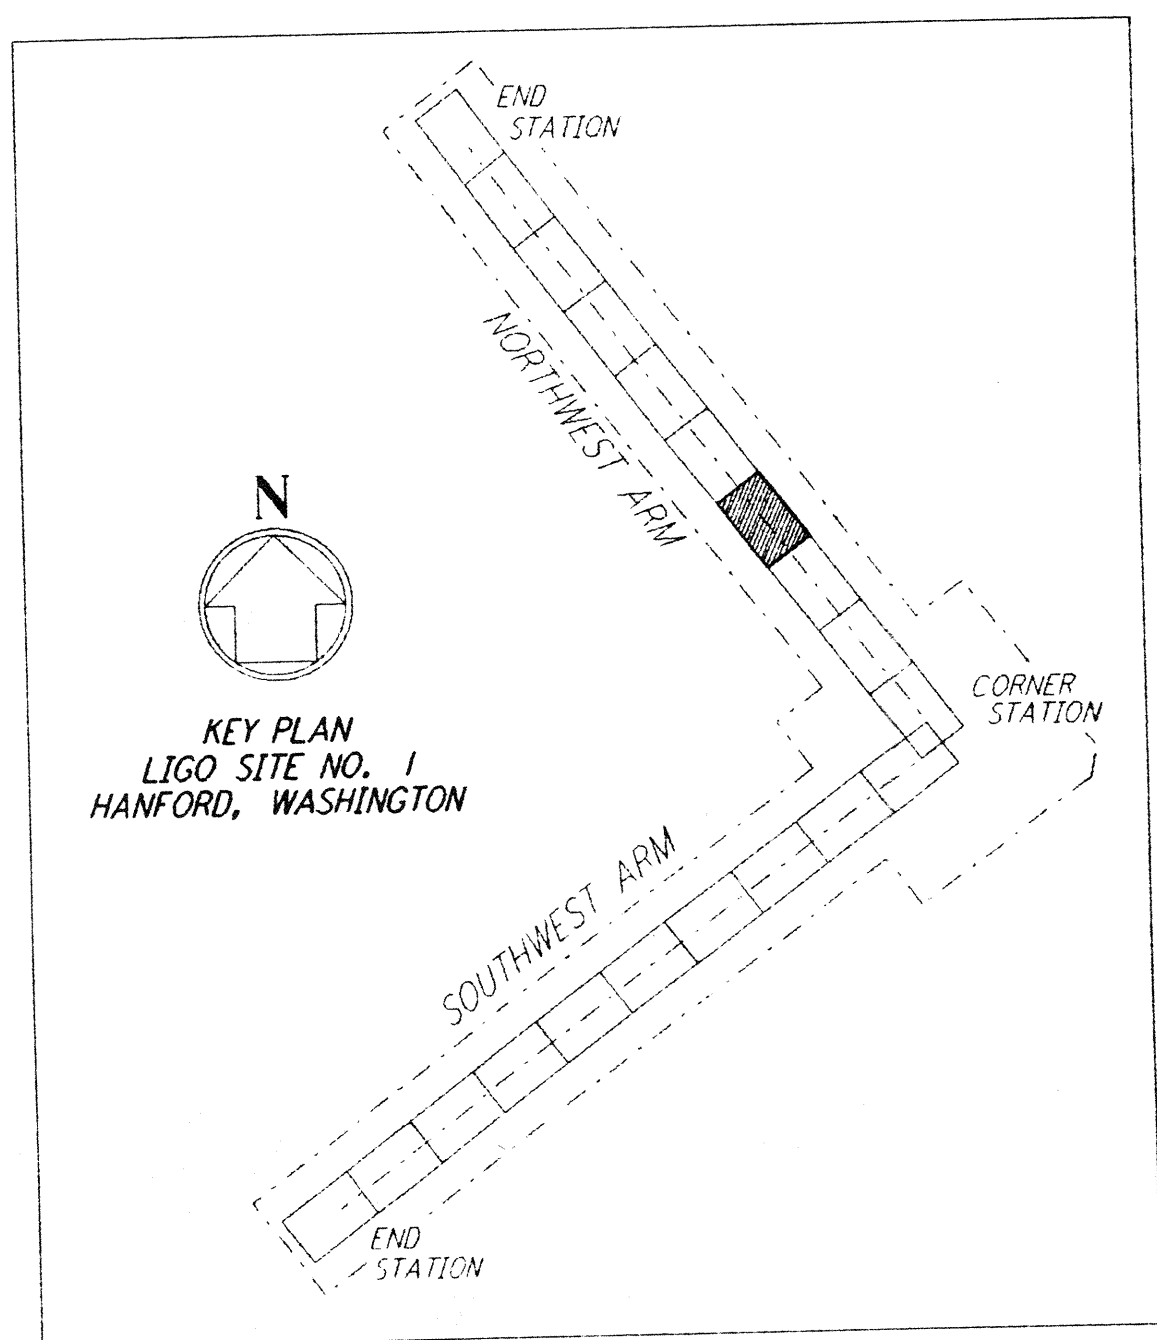 END
STATION
NORTHWEST ARM
N
CORNER
STATION
KEY PLAN
LIGO SITE NO. 1
HANFORD, WASHINGTON
SOUTHWEST ARM
END
STATION